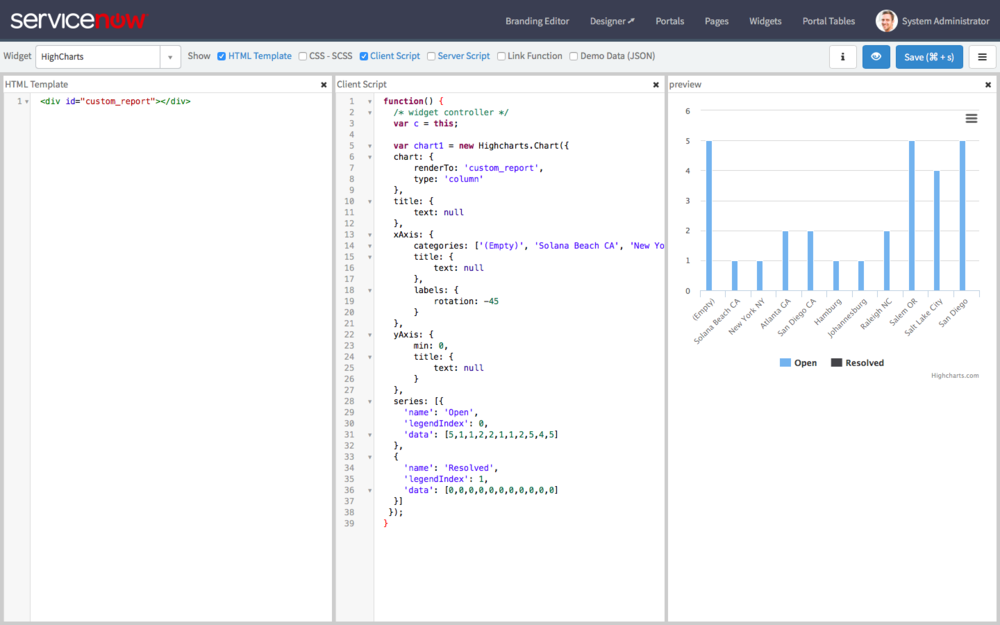 servicenow
Branding Editor Designer Portals Pages Widgets Portal Tables System Administrator
Widget HighCharts Show HTML Template CSS - SCSS Client Script Server Script Link Function Demo Data (JSON) i Save (⌘ + s)
HTML Template
1 <div id="custom_report"></div>
Client Script
1 function() {
2 /* widget controller */
3 var c = this;
4
5 var chart1 = new Highcharts.Chart({
6 chart: {
7 renderTo: 'custom_report',
8 type: 'column'
9 },
10 title: {
11 text: null
12 },
13 xAxis: {
14 categories: ['(Empty)', 'Solana Beach CA', 'New Yo
15 title: {
16 text: null
17 },
18 labels: {
19 rotation: -45
20 }
21 },
22 yAxis: {
23 min: 0,
24 title: {
25 text: null
26 }
27 },
28 series: [{
29 'name': 'Open',
30 'legendIndex': 0,
31 'data': [5,1,1,2,2,1,1,2,5,4,5]
32 },
33 {
34 'name': 'Resolved',
35 'legendIndex': 1,
36 'data': [0,0,0,0,0,0,0,0,0,0,0]
37 }]
38 });
39 }
preview
6
5
4
3
2
1
0
(Empty)
Solana Beach CA
New York NY
Atlanta GA
San Diego CA
Hamburg
Johannesburg
Raleigh NC
Salem OR
Salt Lake City
San Diego
Open Resolved
Highcharts.com